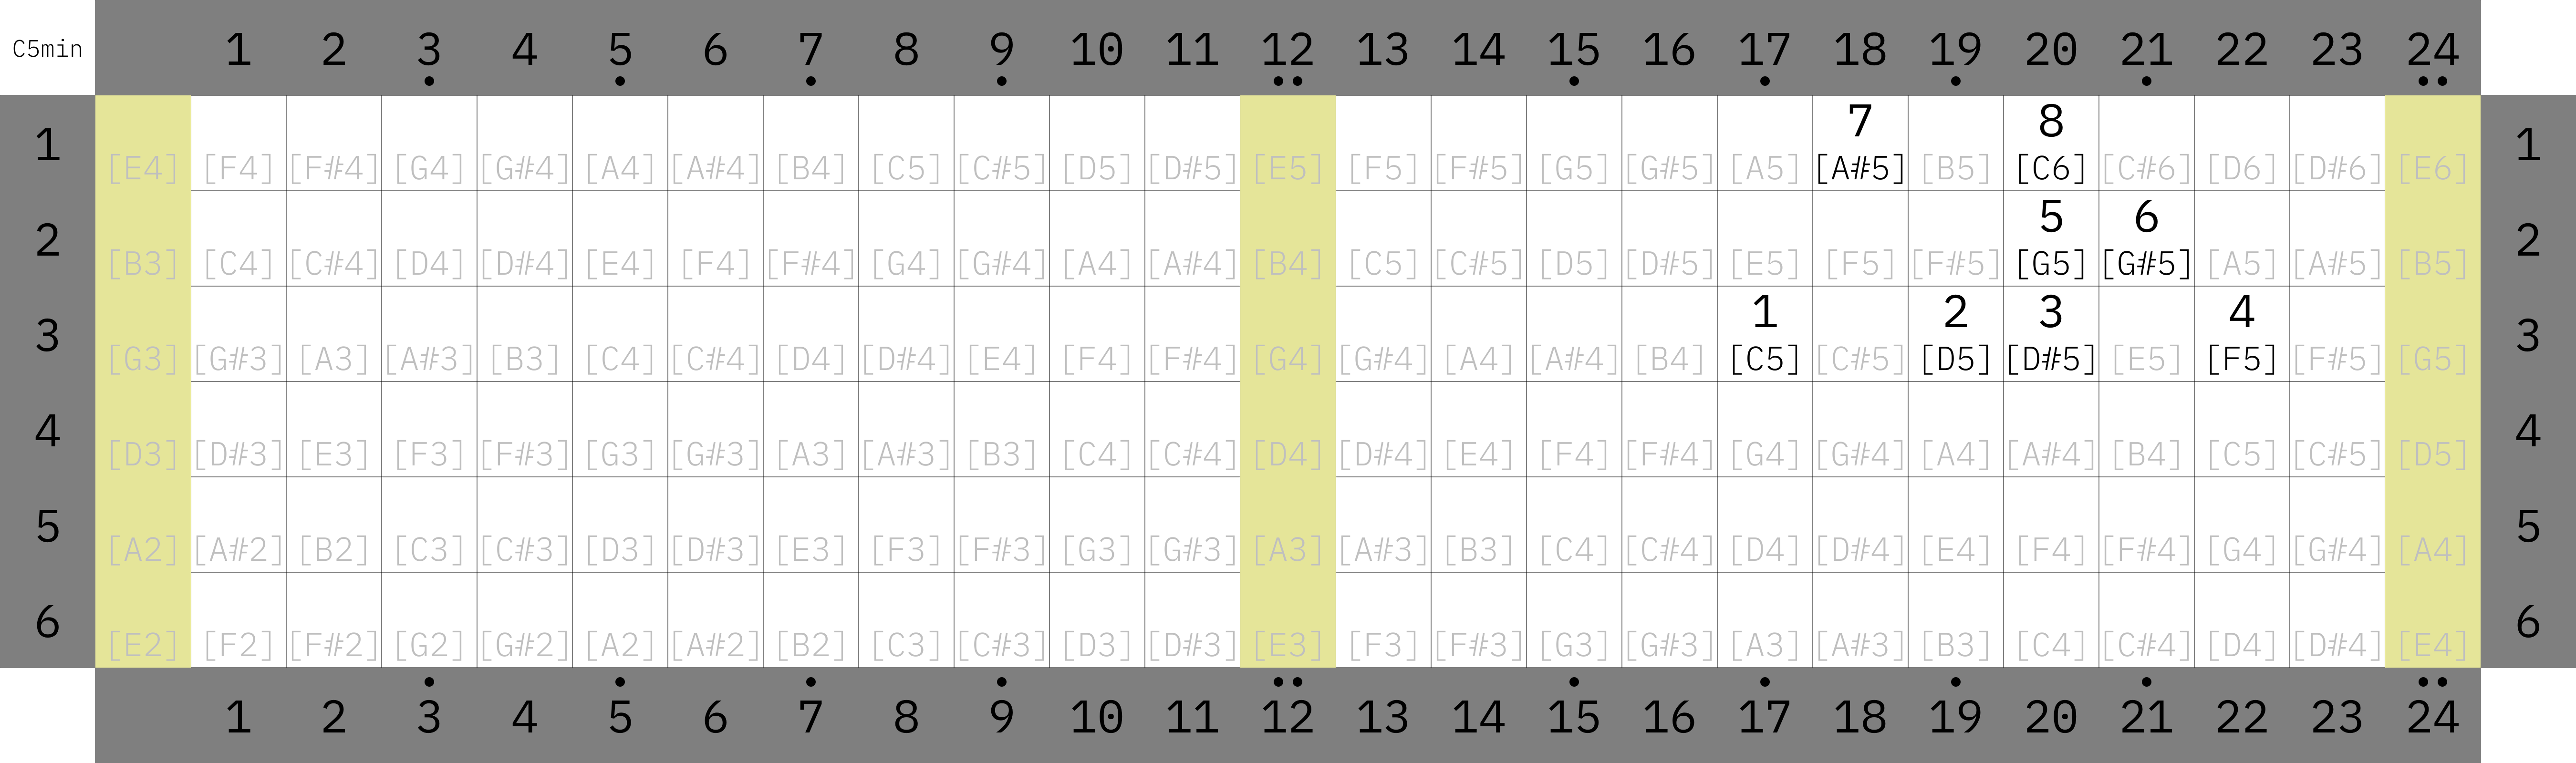 C5min 1 2 3 4 5 6 7 8 9 10 11 12 13 14 15 16 17 18 19 20 21 22 23 24
7 8
1 [E4] [F4] [F#4] [G4] [G#4] [A4] [A#4] [B4] [C5] [C#5] [D5] [D#5] [E5] [F5] [F#5] [G5] [G#5] [A5] [A#5] [B5] [C6] [C#6] [D6] [D#6] [E6] 1
5 6
2 [B3] [C4] [C#4] [D4] [D#4] [E4] [F4] [F#4] [G4] [G#4] [A4] [A#4] [B4] [C5] [C#5] [D5] [D#5] [E5] [F5] [F#5] [G5] [G#5] [A5] [A#5] [B5] 2
1 2 3 4
3 [G3] [G#3] [A3] [A#3] [B3] [C4] [C#4] [D4] [D#4] [E4] [F4] [F#4] [G4] [G#4] [A4] [A#4] [B4] [C5] [C#5] [D5] [D#5] [E5] [F5] [F#5] [G5] 3
4 [D3] [D#3] [E3] [F3] [F#3] [G3] [G#3] [A3] [A#3] [B3] [C4] [C#4] [D4] [D#4] [E4] [F4] [F#4] [G4] [G#4] [A4] [A#4] [B4] [C5] [C#5] [D5] 4
5 [A2] [A#2] [B2] [C3] [C#3] [D3] [D#3] [E3] [F3] [F#3] [G3] [G#3] [A3] [A#3] [B3] [C4] [C#4] [D4] [D#4] [E4] [F4] [F#4] [G4] [G#4] [A4] 5
6 [E2] [F2] [F#2] [G2] [G#2] [A2] [A#2] [B2] [C3] [C#3] [D3] [D#3] [E3] [F3] [F#3] [G3] [G#3] [A3] [A#3] [B3] [C4] [C#4] [D4] [D#4] [E4] 6
1 2 3 4 5 6 7 8 9 10 11 12 13 14 15 16 17 18 19 20 21 22 23 24